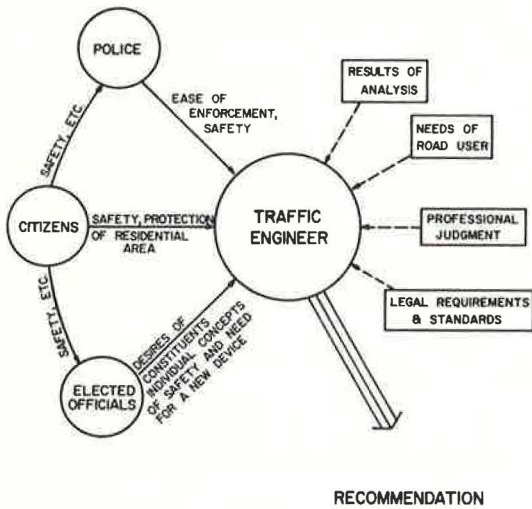 POLICE
EASE OF
ENFORCEMENT,
SAFETY
SAFETY, ETC.
CITIZENS
SAFETY, PROTECTION
OF RESIDENTIAL
AREA
SAFETY, ETC.
ELECTED
OFFICIALS
DESIRES OF
CONSTITUENTS
INDIVIDUAL CONCEPTS
OF SAFETY AND NEED
FOR A NEW DEVICE
TRAFFIC
ENGINEER
RESULTS OF
ANALYSIS
NEEDS OF
ROAD USER
PROFESSIONAL
JUDGMENT
LEGAL REQUIREMENTS
& STANDARDS
RECOMMENDATION